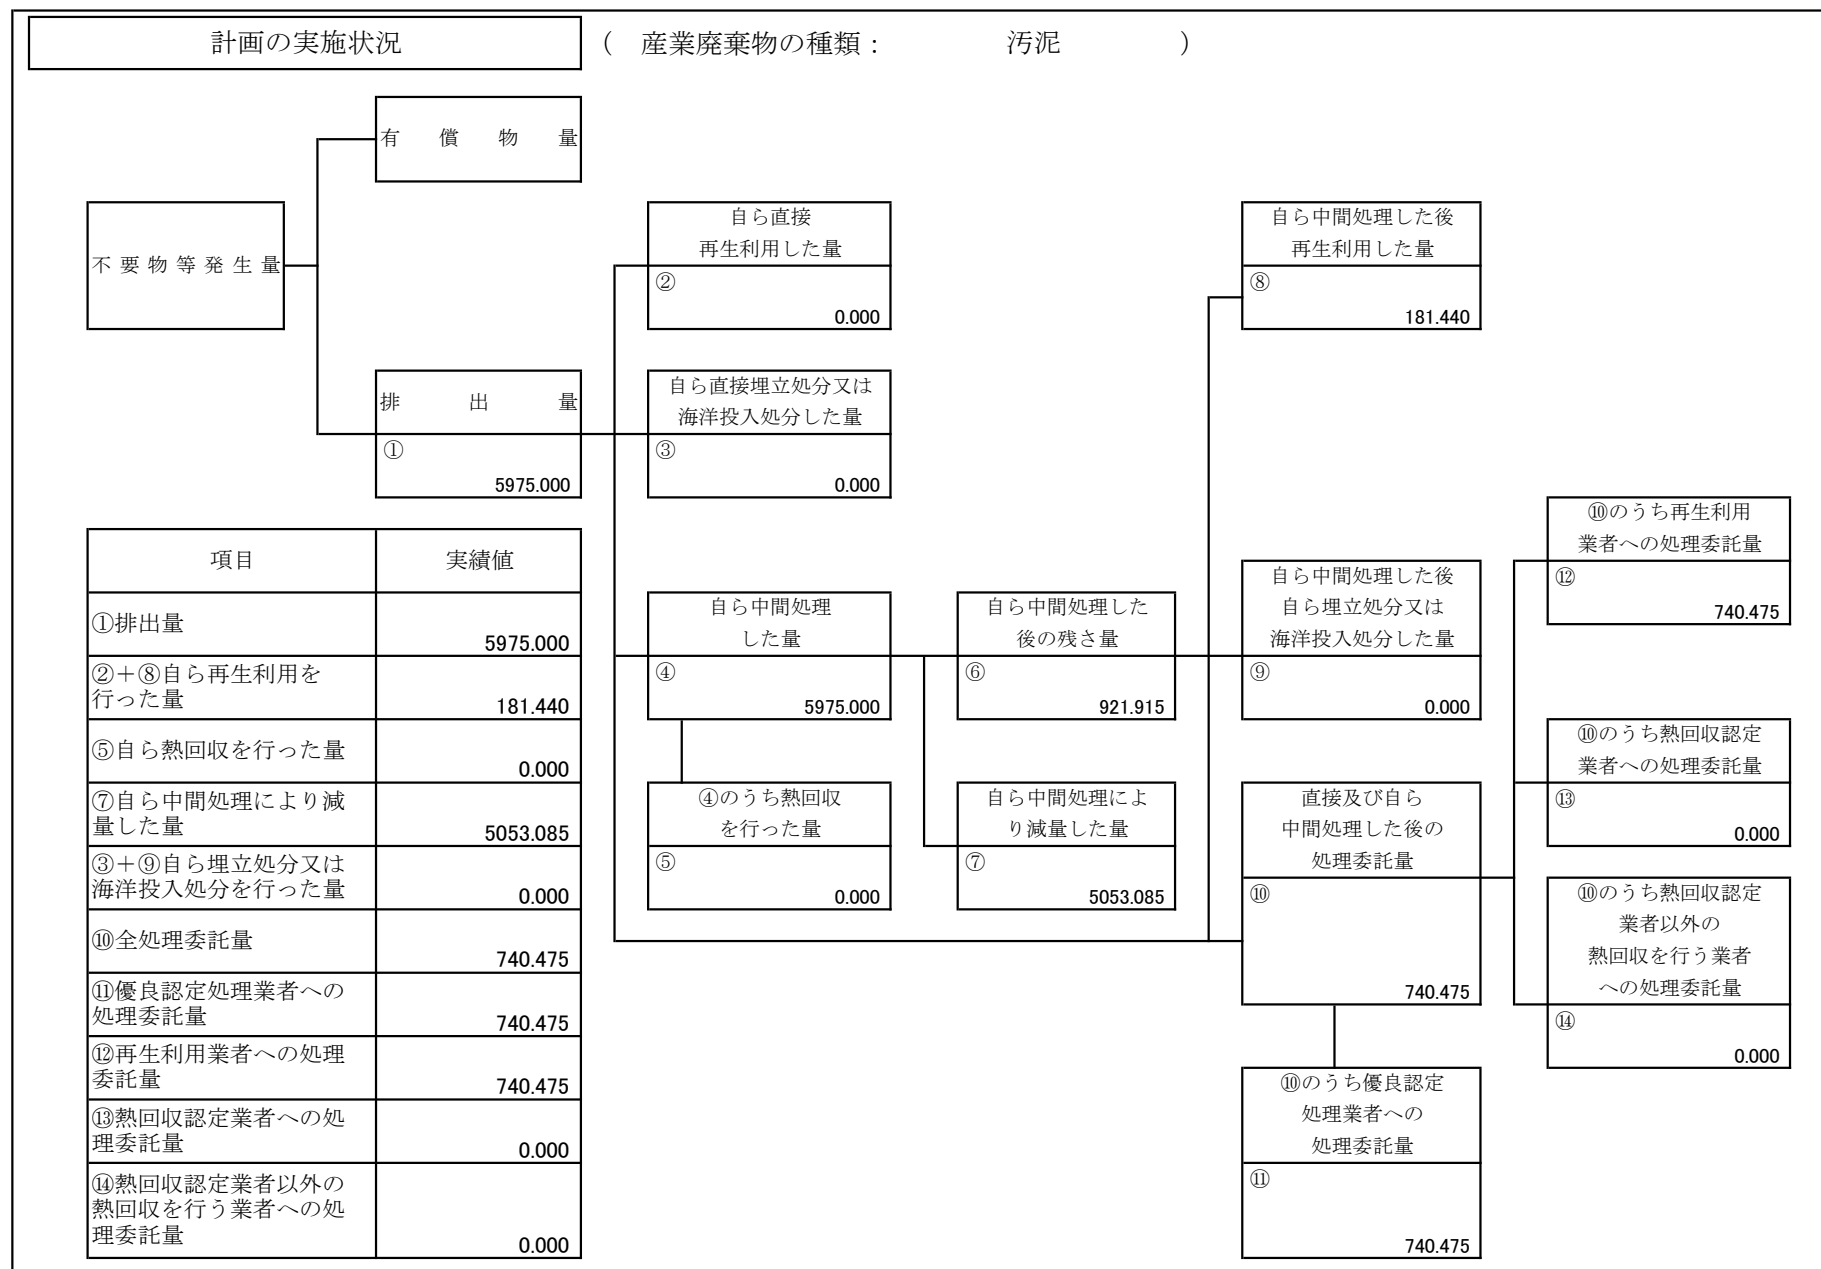 計画の実施状況
（　産業廃棄物の種類：　汚泥　）
有償物量
不要物等発生量
自ら直接
再生利用した量
②
0.000
自ら中間処理した後
再生利用した量
⑧
181.440
排出量
①
5975.000
自ら直接埋立処分又は
海洋投入処分した量
③
0.000
項目　実績値
①排出量
5975.000
②＋⑧自ら再生利用を
行った量
181.440
⑤自ら熱回収を行った量
0.000
⑦自ら中間処理により減
量した量
5053.085
③＋⑨自ら埋立処分又は
海洋投入処分を行った量
0.000
⑩全処理委託量
740.475
⑪優良認定処理業者への
処理委託量
740.475
⑫再生利用業者への処理
委託量
740.475
⑬熱回収認定業者への処
理委託量
0.000
⑭熱回収認定業者以外の
熱回収を行う業者への処
理委託量
0.000
自ら中間処理
した量
④
5975.000
④のうち熱回収
を行った量
⑤
0.000
自ら中間処理した
後の残さ量
⑥
921.915
自ら中間処理によ
り減量した量
⑦
5053.085
自ら中間処理した後
自ら埋立処分又は
海洋投入処分した量
⑨
0.000
直接及び自ら
中間処理した後の
処理委託量
⑩
740.475
⑩のうち優良認定
処理業者への
処理委託量
⑪
740.475
⑩のうち再生利用
業者への処理委託量
⑫
740.475
⑩のうち熱回収認定
業者への処理委託量
⑬
0.000
⑩のうち熱回収認定
業者以外の
熱回収を行う業者
への処理委託量
⑭
0.000